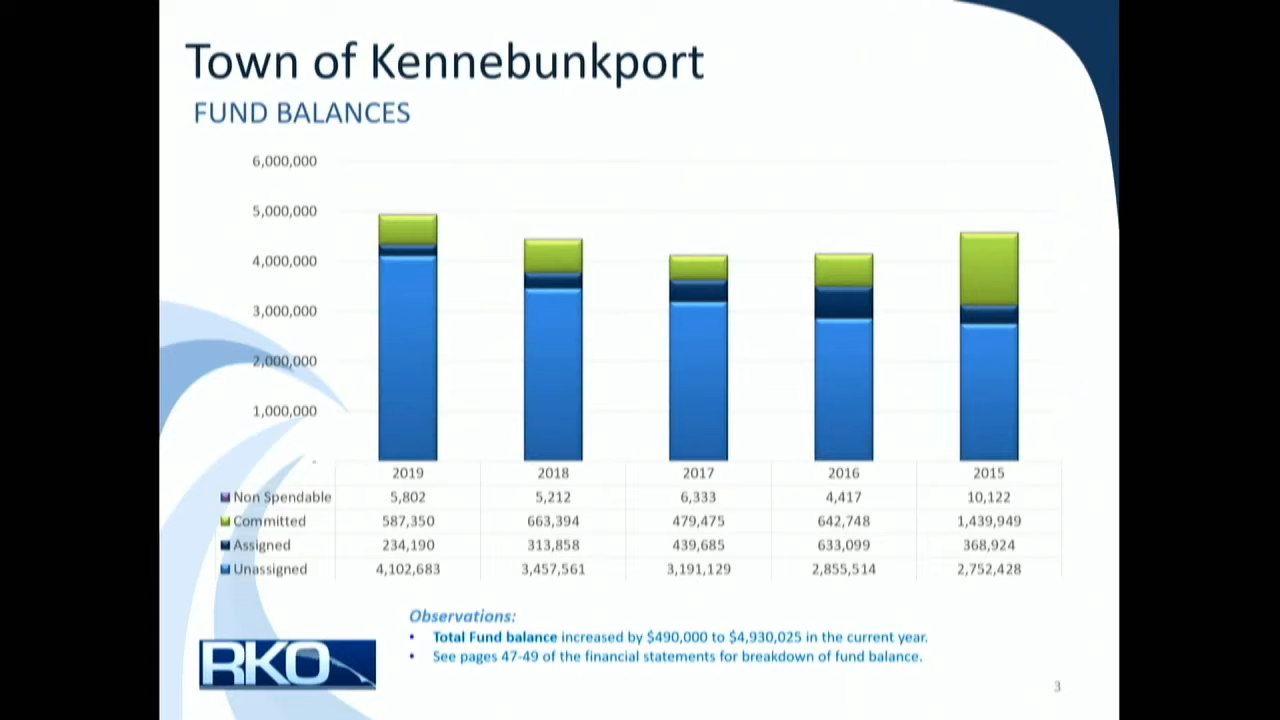 Town of Kennebunkport
FUND BALANCES
6,000,000
5,000,000
4,000,000
3,000,000
2,000,000
1,000,000
-
2019 2018 2017 2016 2015
Non Spendable 5,802 5,212 6,333 4,417 10,122
Committed 587,350 663,394 479,475 642,748 1,439,949
Assigned 234,190 313,858 439,685 633,099 368,924
Unassigned 4,102,683 3,457,561 3,191,129 2,855,514 2,752,428
Observations:
• Total Fund balance increased by $490,000 to $4,930,025 in the current year.
• See pages 47-49 of the financial statements for breakdown of fund balance.
RKO
3